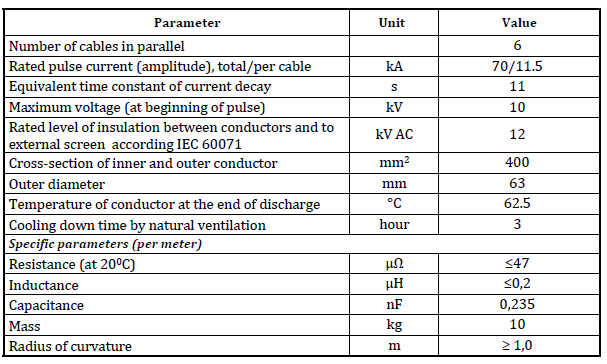 Parameter Unit Value
Number of cables in parallel 6
Rated pulse current (amplitude), total/per cable kA 70/11.5
Equivalent time constant of current decay s 11
Maximum voltage (at beginning of pulse) kV 10
Rated level of insulation between conductors and to
external screen according IEC 60071 kV AC 12
Cross-section of inner and outer conductor mm² 400
Outer diameter mm 63
Temperature of conductor at the end of discharge °C 62.5
Cooling down time by natural ventilation hour 3
Specific parameters (per meter)
Resistance (at 20⁰C) μΩ ≤47
Inductance μH ≤0,2
Capacitance nF 0,235
Mass kg 10
Radius of curvature m ≥ 1,0